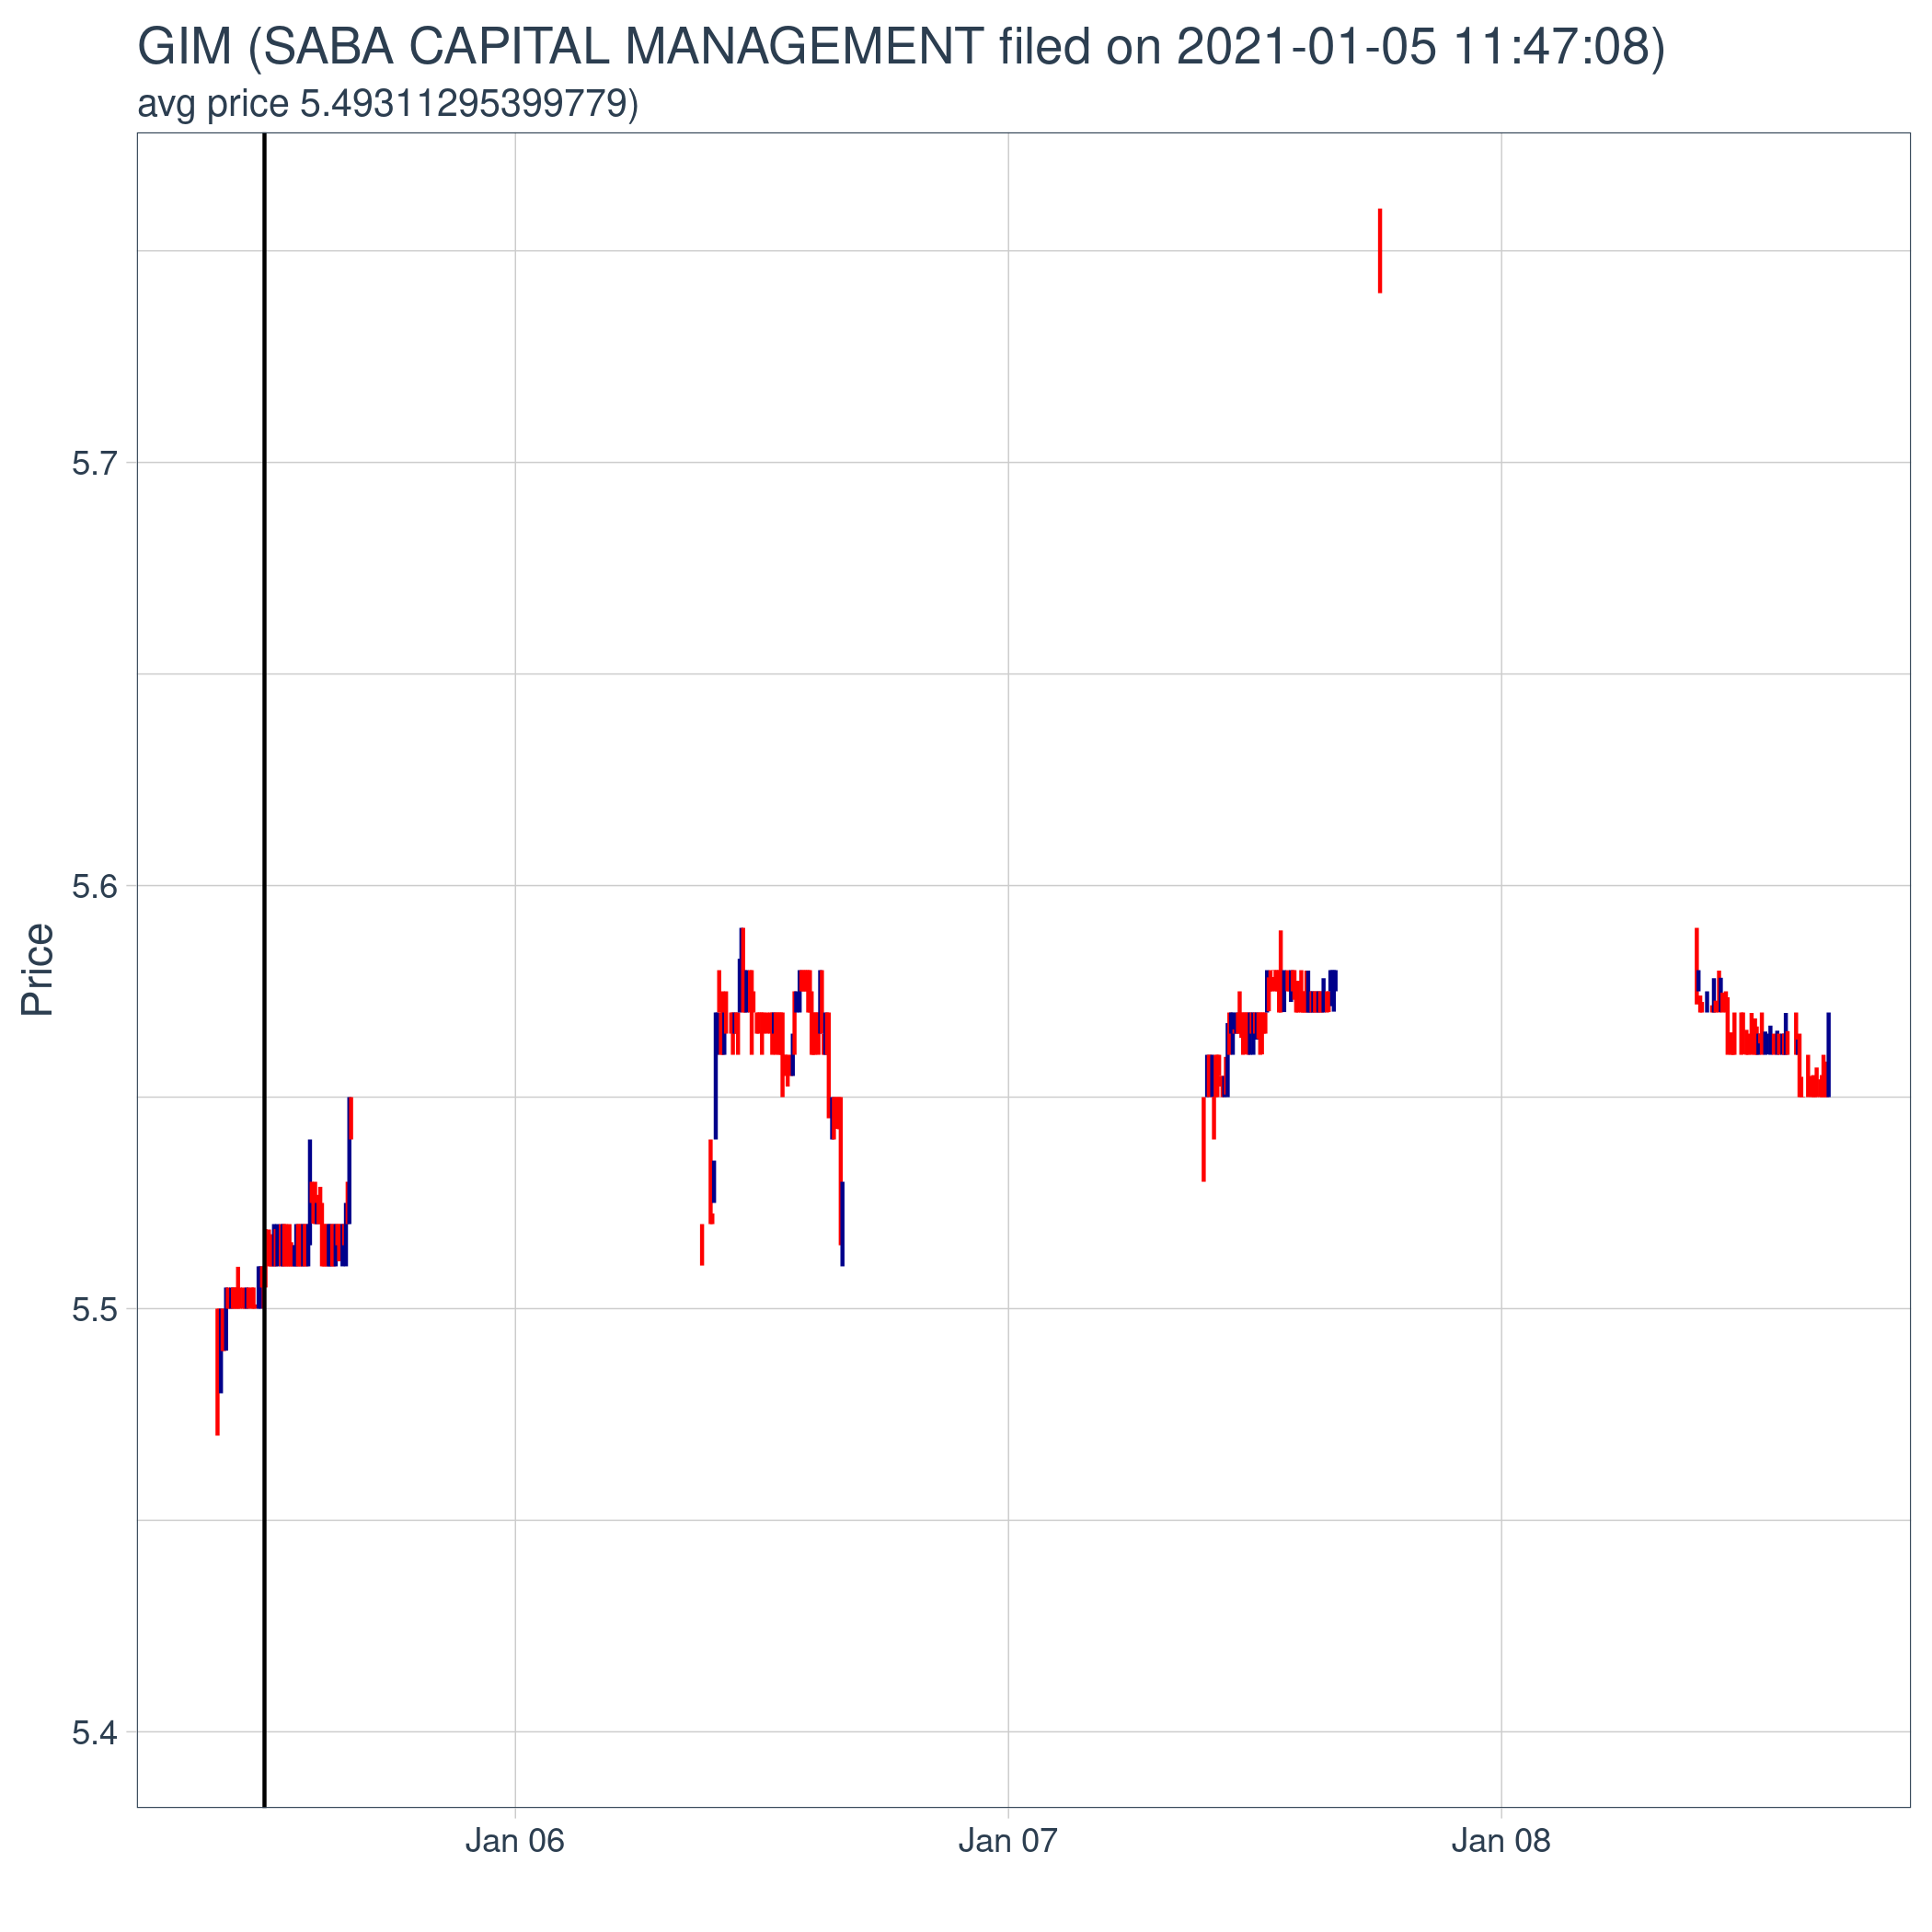 GIM (SABA CAPITAL MANAGEMENT filed on 2021-01-05 11:47:08)
avg price 5.49311295399779)
5.7
5.6
Price
5.5
5.4
Jan 06 Jan 07 Jan 08